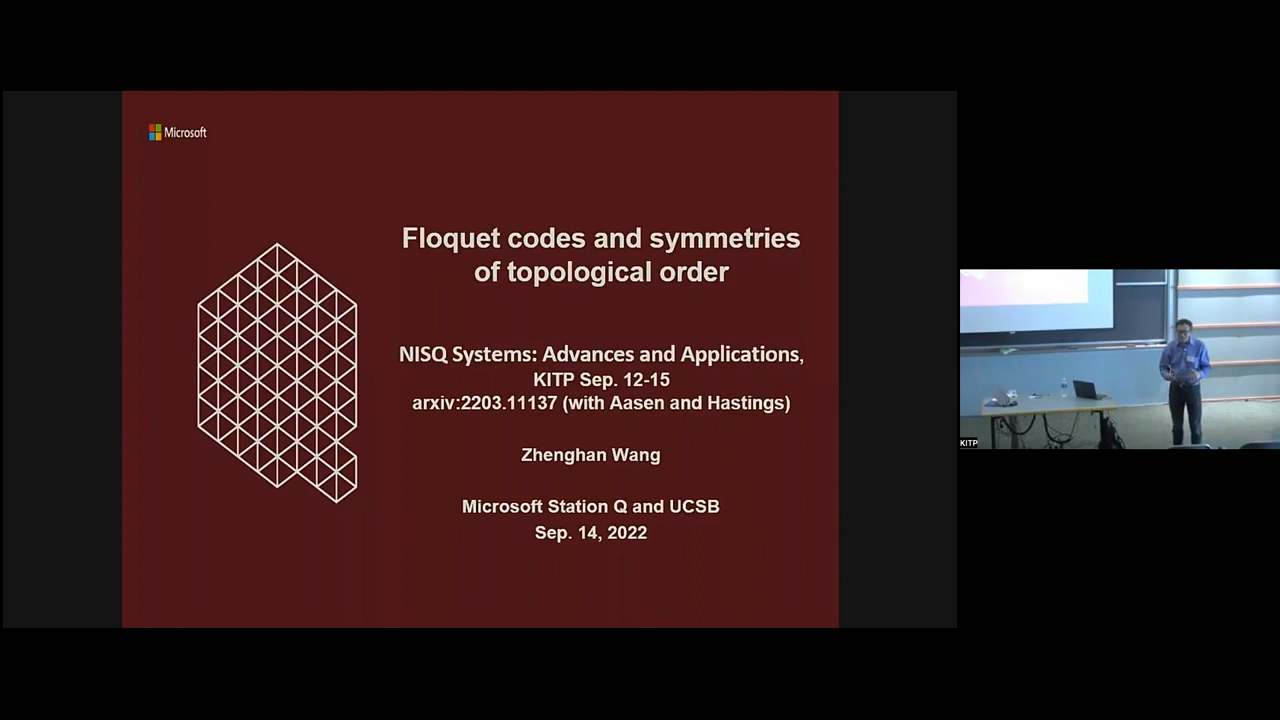 Microsoft
Floquet codes and symmetries
of topological order
NISQ Systems: Advances and Applications,
KITP Sep. 12-15
arxiv:2203.11137 (with Aasen and Hastings)
Zhenghan Wang
Microsoft Station Q and UCSB
Sep. 14, 2022
KITP